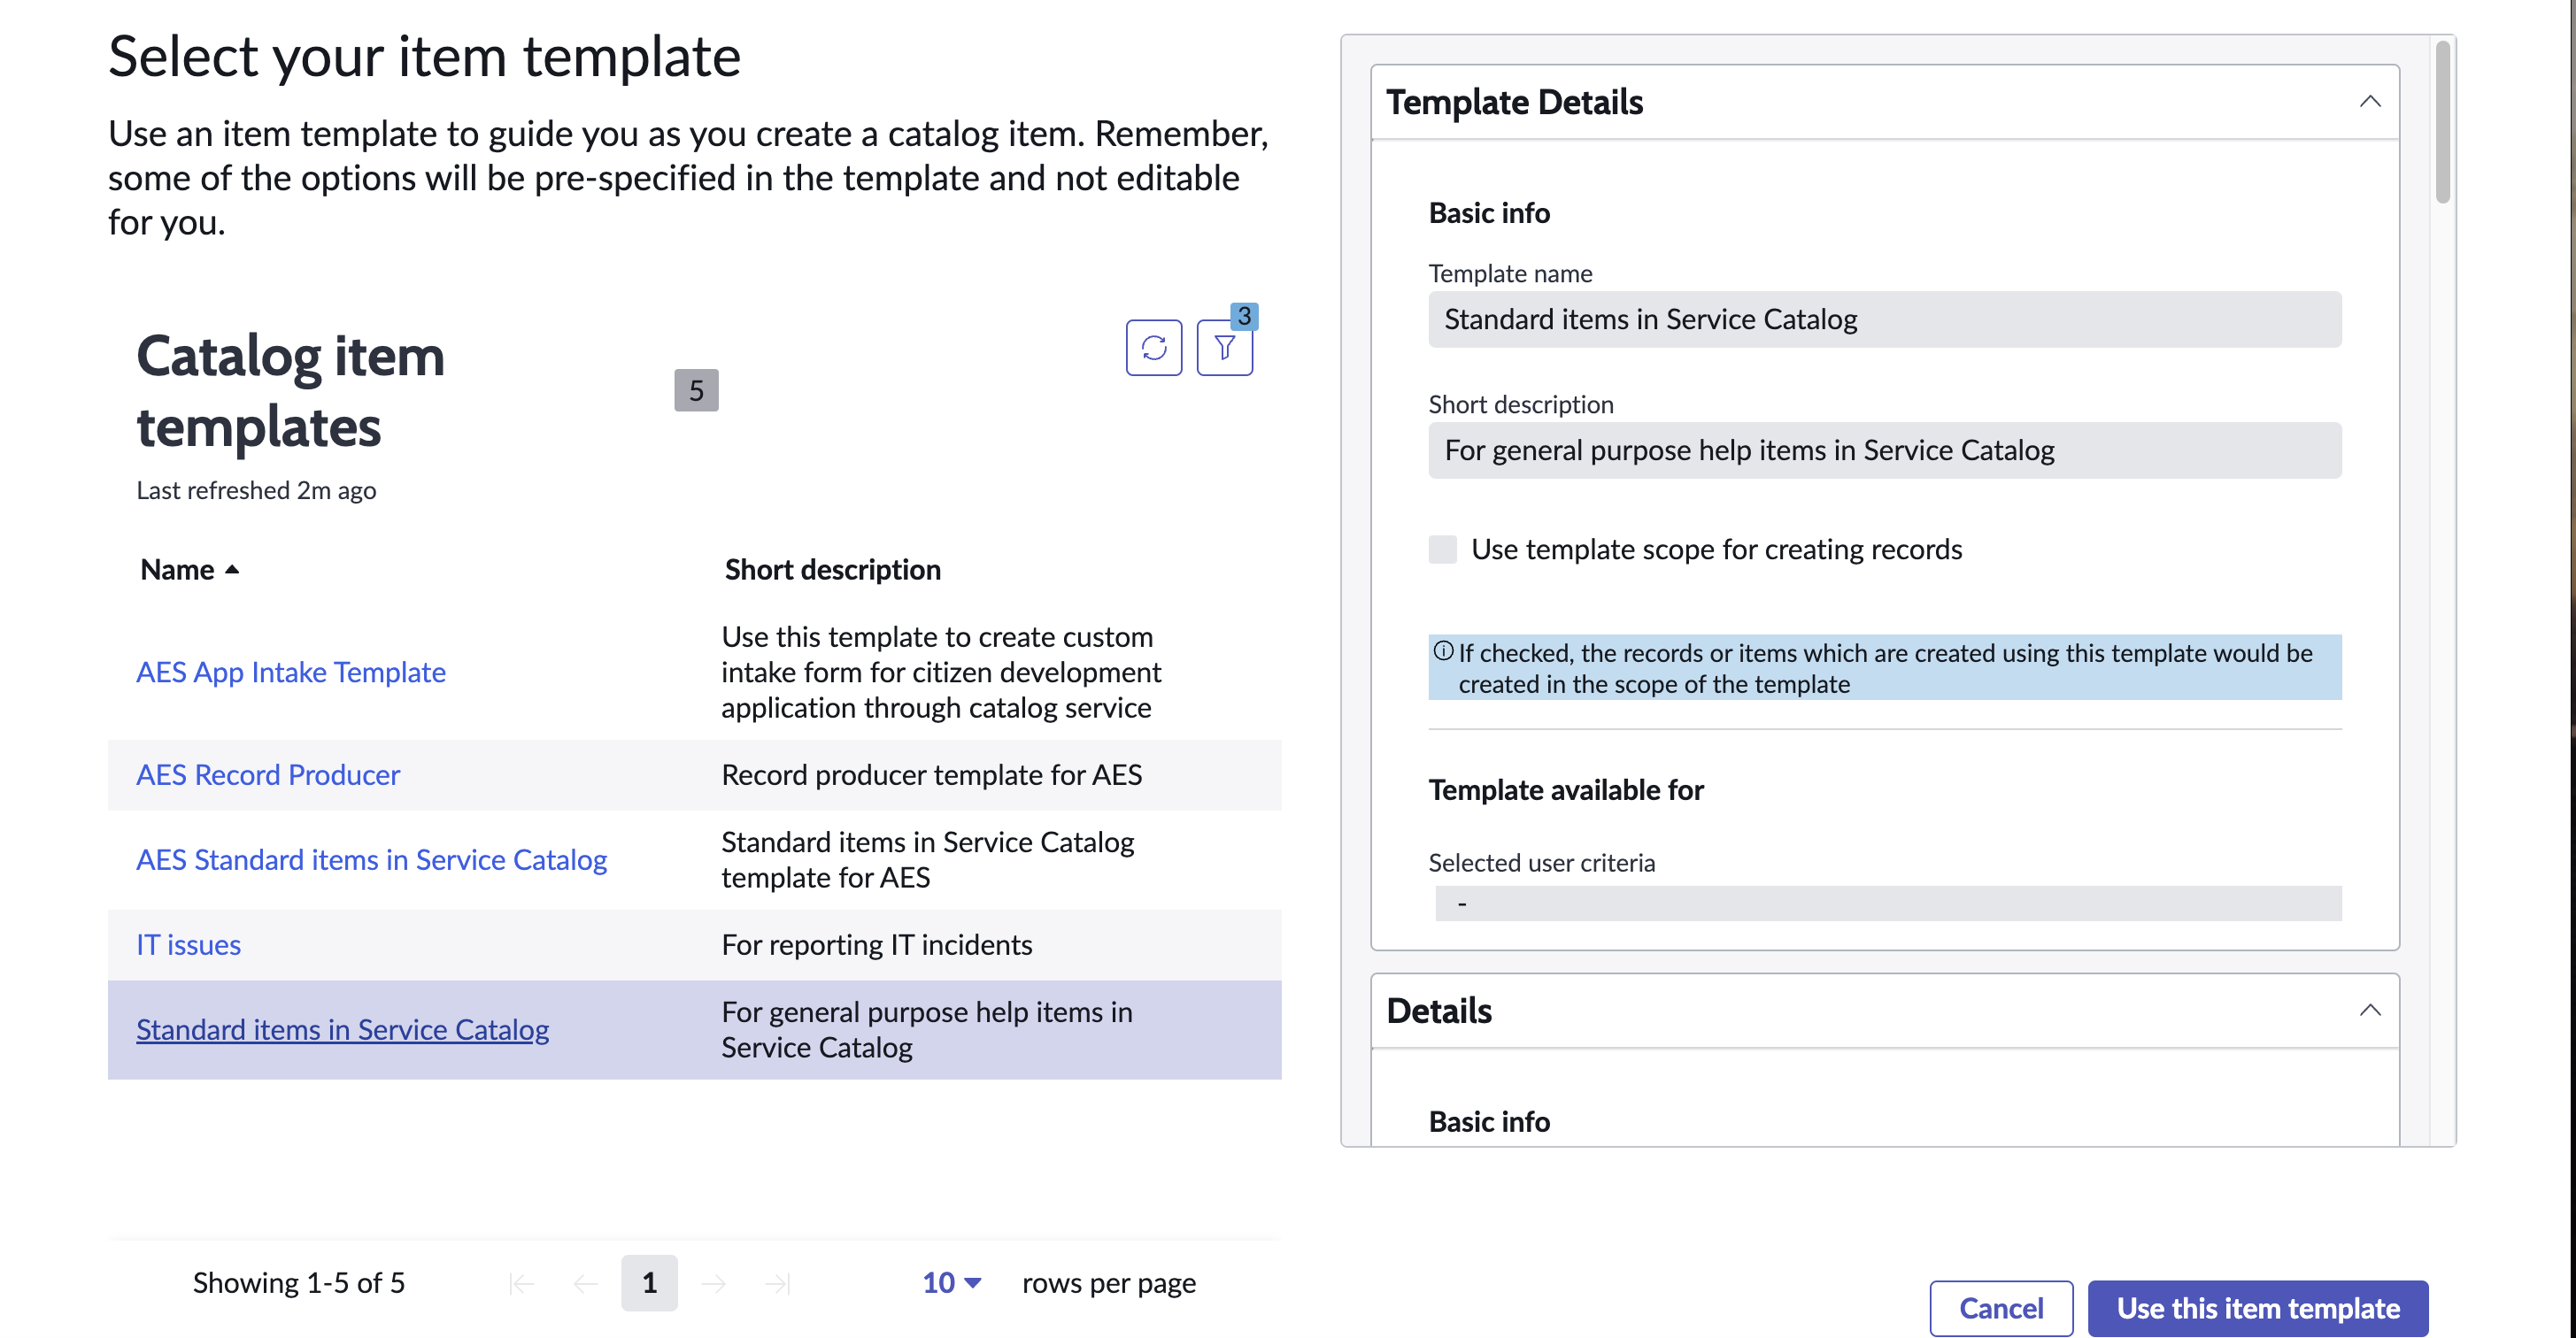 Select your item template
Use an item template to guide you as you create a catalog item. Remember,
some of the options will be pre-specified in the template and not editable
for you.
Catalog item
templates
5
3
Last refreshed 2m ago
Name
Short description
AES App Intake Template
Use this template to create custom
intake form for citizen development
application through catalog service
AES Record Producer
Record producer template for AES
AES Standard items in Service Catalog
Standard items in Service Catalog
template for AES
IT issues
For reporting IT incidents
Standard items in Service Catalog
For general purpose help items in
Service Catalog
Showing 1-5 of 5
1
10
rows per page
Template Details
Basic info
Template name
Standard items in Service Catalog
Short description
For general purpose help items in Service Catalog
Use template scope for creating records
If checked, the records or items which are created using this template would be
created in the scope of the template
Template available for
Selected user criteria
-
Details
Basic info
Cancel
Use this item template